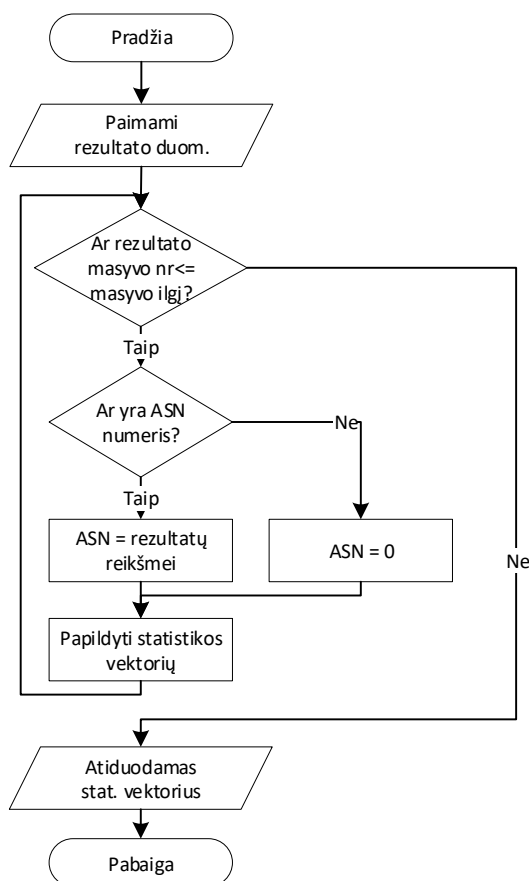 Pradžia
Paimami
rezultato duom.
Ar rezultato
masyvo nr<=
masyvo ilgį?
Taip
Ar yra ASN
numeris?
Ne
Taip
ASN = rezultatų
reikšmei
ASN = 0
Ne
Papildyti statistikos
vektorių
Atiduodamas
stat. vektorius
Pabaiga